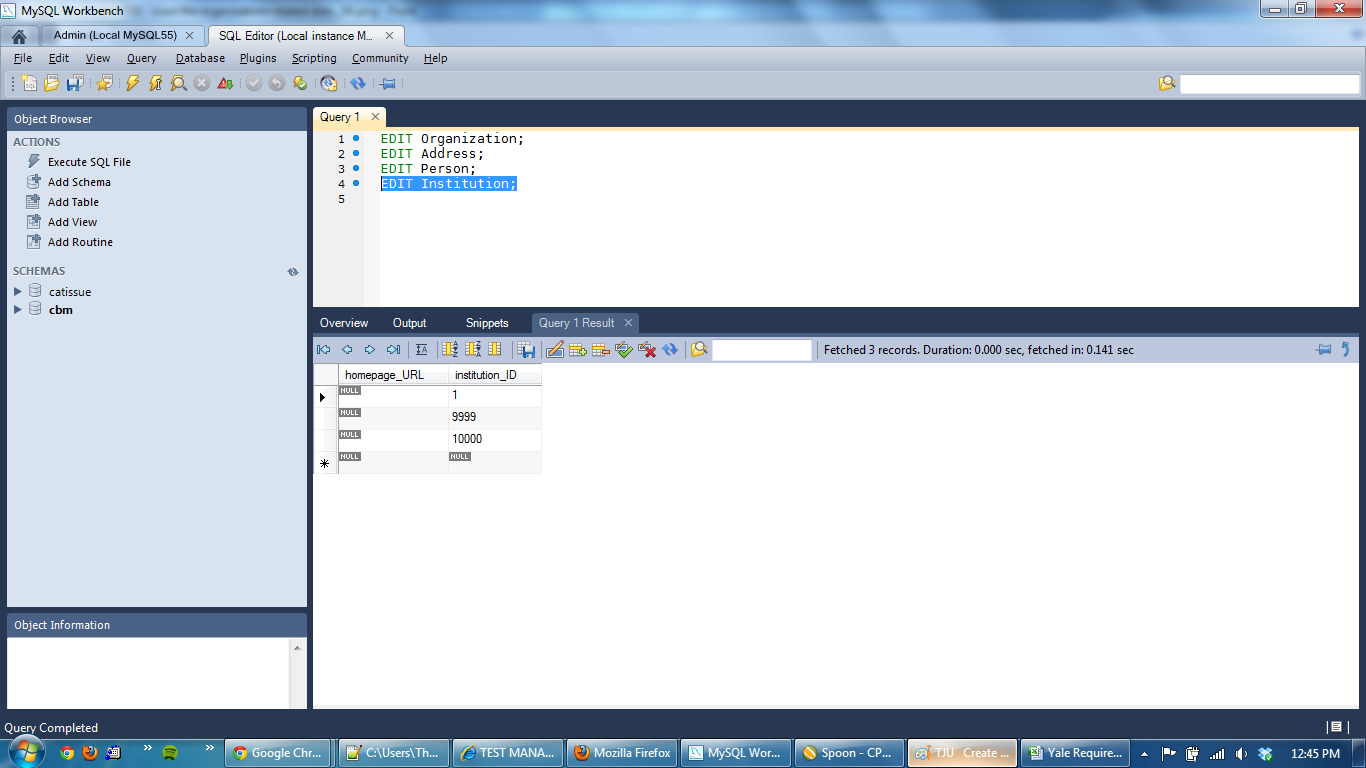 MySQL Workbench
Admin (Local MySQL55) SQL Editor (Local instance M...
File Edit View Query Database Plugins Scripting Community Help
Object Browser
ACTIONS
Execute SQL File
Add Schema
Add Table
Add View
Add Routine
SCHEMAS
catissue
cbm
Object Information
Query 1
1 EDIT Organization;
2 EDIT Address;
3 EDIT Person;
4 EDIT Institution;
5
Overview Output Snippets Query 1 Result
Fetched 3 records. Duration: 0.000 sec, fetched in: 0.141 sec
homepage_URL institution_ID
NULL 1
NULL 9999
NULL 10000
NULL NULL
Query Completed
Google Chr... C:\Users\Th... TEST MANA... Mozilla Firefox MySQL Wor... Spoon - CP... TJU Create ... Yale Require... 12:45 PM